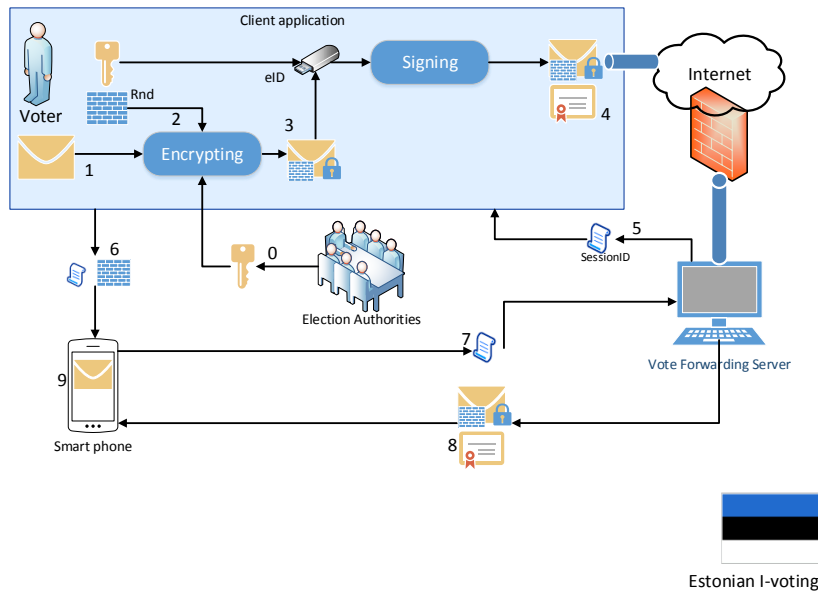 Client application
Voter
eID
Signing
Internet
Rnd
2
3
4
1
Encrypting
6
0
5
SessionID
Election Authorities
7
Vote Forwarding Server
9
Smart phone
8
Estonian I-voting